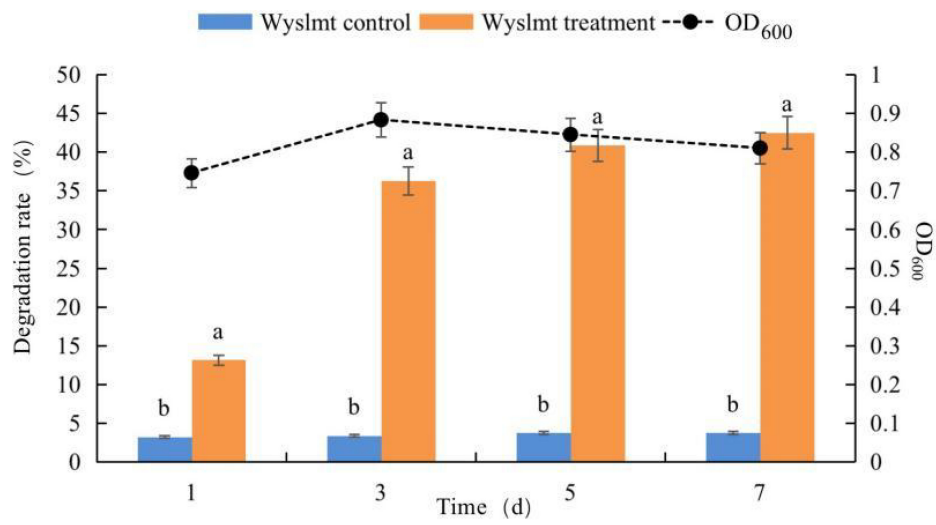 Wyslmt control Wyslmt treatment OD600
50 1
45 0.9
40 0.8
35 0.7
30 0.6
25 0.5
20 0.4
15 0.3
10 0.2
5 0.1
0 0
Degradation rate (%)
OD600
b a b a b a b a
1 3 5 7
Time (d)